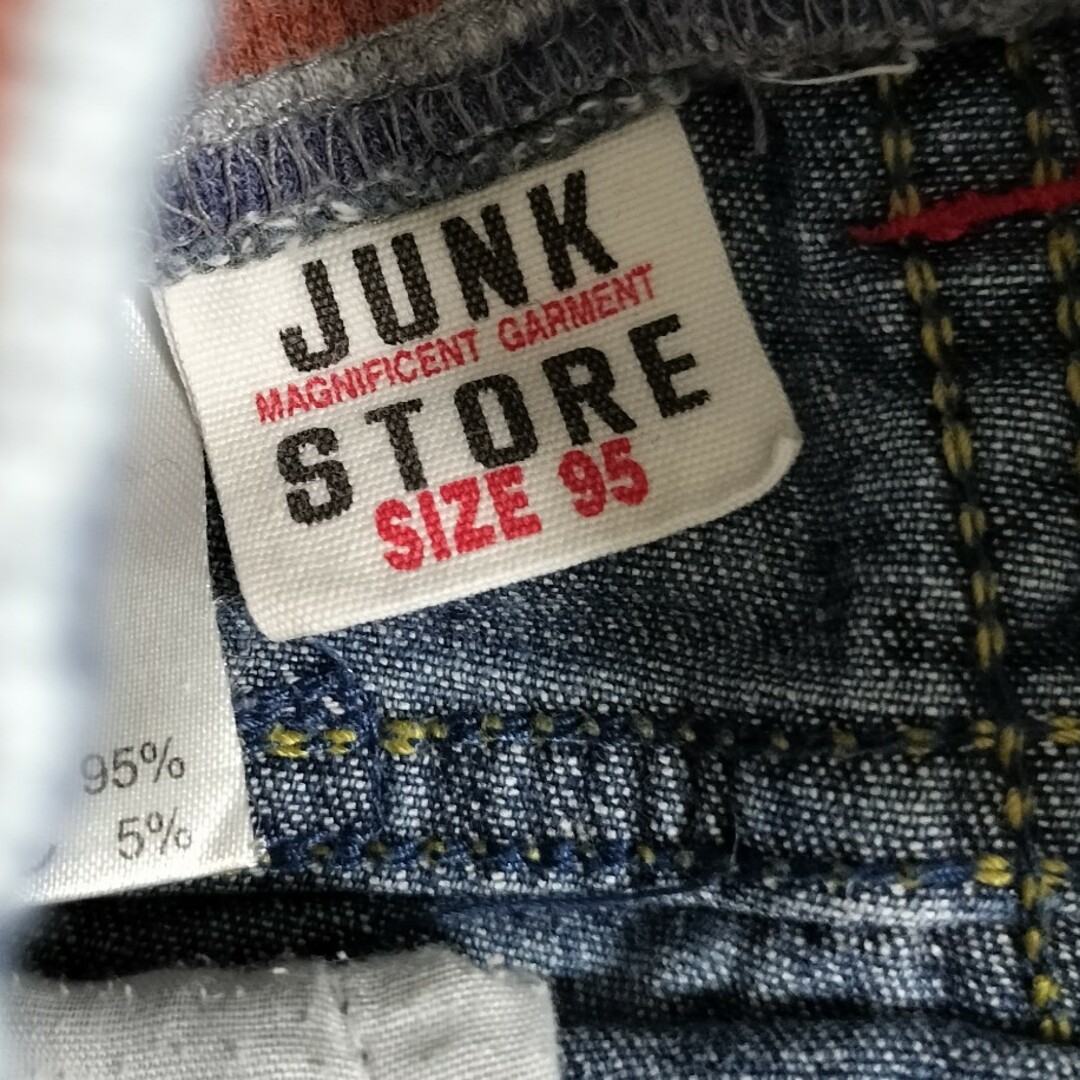 JUNK
MAGNIFICENT GARMENT
STORE
SIZE 95
95%
5%